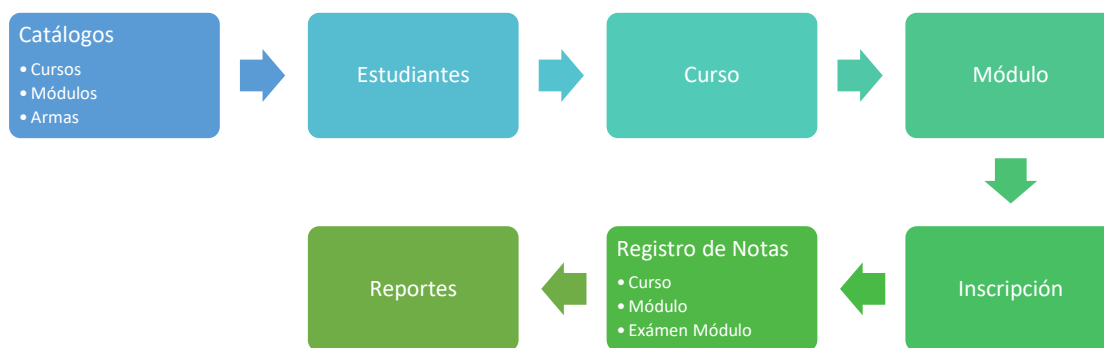 Catálogos
• Cursos
• Módulos
• Armas
Estudiantes
Curso
Módulo
Inscripción
Registro de Notas
• Curso
• Módulo
• Exámen Módulo
Reportes